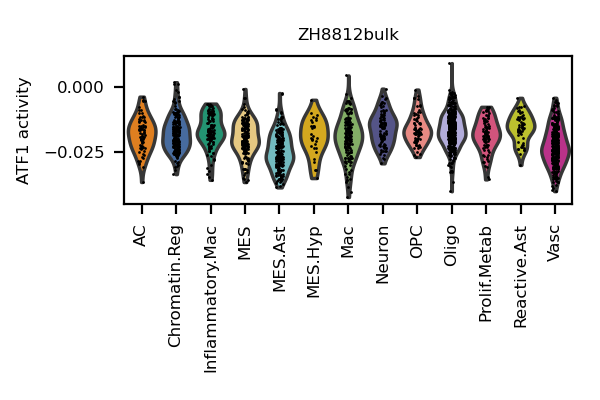 ZH8812bulk
ATF1 activity
0.000
−0.025
AC
Chromatin.Reg
Inflammatory.Mac
MES
MES.Ast
MES.Hyp
Mac
Neuron
OPC
Oligo
Prolif.Metab
Reactive.Ast
Vasc